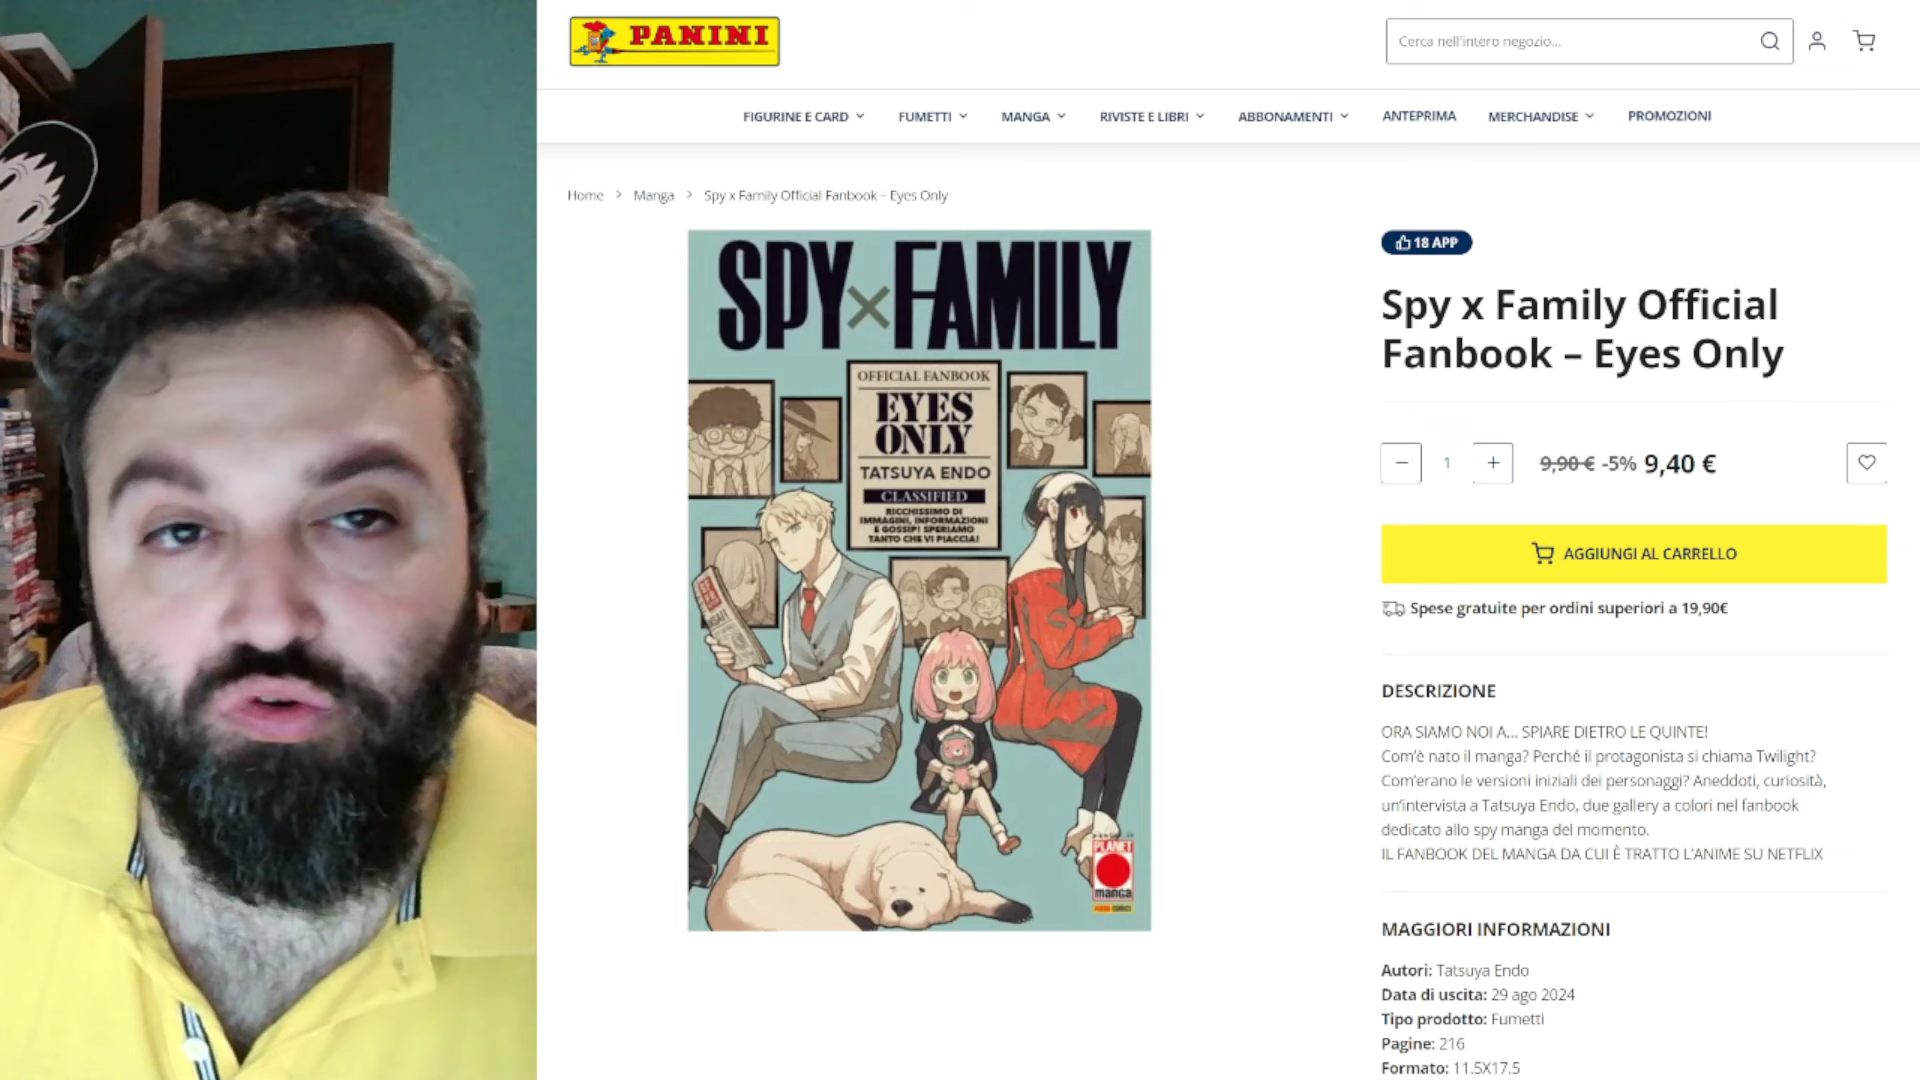 PANINI
Cerca nell'intero negozio...
FIGURINE E CARD
FUMETTI
MANGA
RIVISTE E LIBRI
ABBONAMENTI
ANTEPRIMA
MERCHANDISE
PROMOZIONI
Home > Manga > Spy x Family Official Fanbook – Eyes Only
SPY×FAMILY
OFFICIAL FANBOOK
EYES
ONLY
TATSUYA ENDO
CLASSIFIED
RICCHISSIMO DI
IMMAGINI, INFORMAZIONI
E GOSSIP! SPERIAMO
TANTO CHE VI PIACCIA!
PLANET
manga
18 APP
Spy x Family Official
Fanbook – Eyes Only
1
9,90 € -5% 9,40 €
AGGIUNGI AL CARRELLO
Spese gratuite per ordini superiori a 19,90€
DESCRIZIONE
ORA SIAMO NOI A... SPIARE DIETRO LE QUINTE!
Com'è nato il manga? Perché il protagonista si chiama Twilight?
Com'erano le versioni iniziali dei personaggi? Aneddoti, curiosità,
un'intervista a Tatsuya Endo, due gallery a colori nel fanbook
dedicato allo spy manga del momento.
IL FANBOOK DEL MANGA DA CUI È TRATTO L'ANIME SU NETFLIX
MAGGIORI INFORMAZIONI
Autori: Tatsuya Endo
Data di uscita: 29 ago 2024
Tipo prodotto: Fumetti
Pagine: 216
Formato: 11.5X17.5